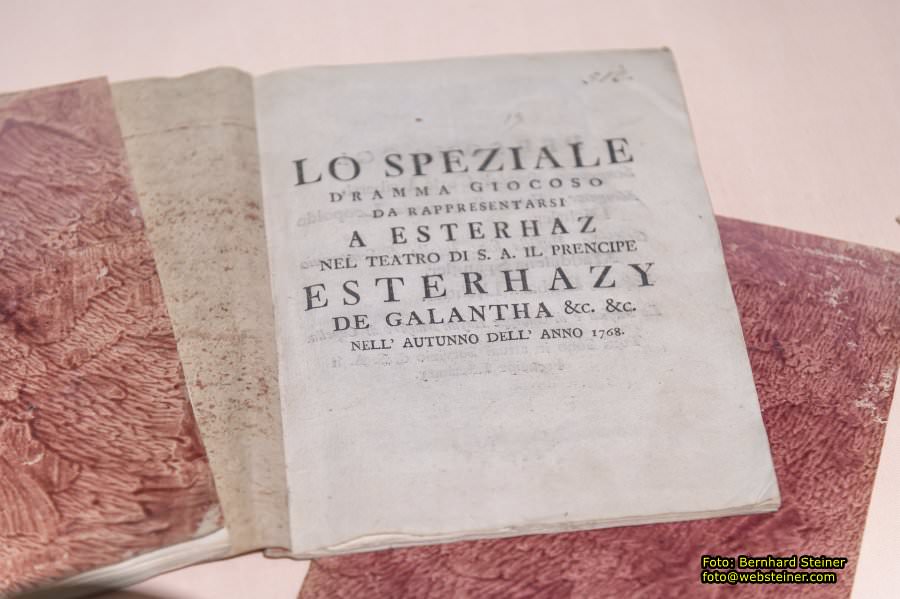 LO SPEZIALE
DRAMMA GIOCOSO
DA RAPPRESENTARSI
A ESTERHAZ
NEL TEATRO DI S. A. IL PRENCIPE
ESTERHAZY
DE GALANTHA &c. &c.
NELL' AUTUNNO DELL' ANNO 1768.
Foto: Bernhard Steiner
foto@websteiner.com